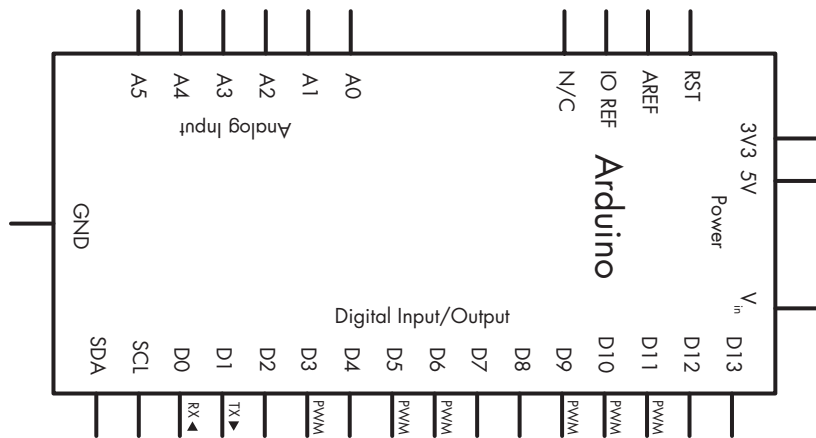 A5
A4
A3
A2
A1
A0
N/C
IO REF
AREF
RST
Analog Input
3V3
5V
Arduino
Power
GND
Vin
Digital Input/Output
SDA
SCL
D0
D1
D2
D3
D4
D5
D6
D7
D8
D9
D10
D11
D12
D13
RX ◀
TX ▶
PWM
PWM
PWM
PWM
PWM
PWM